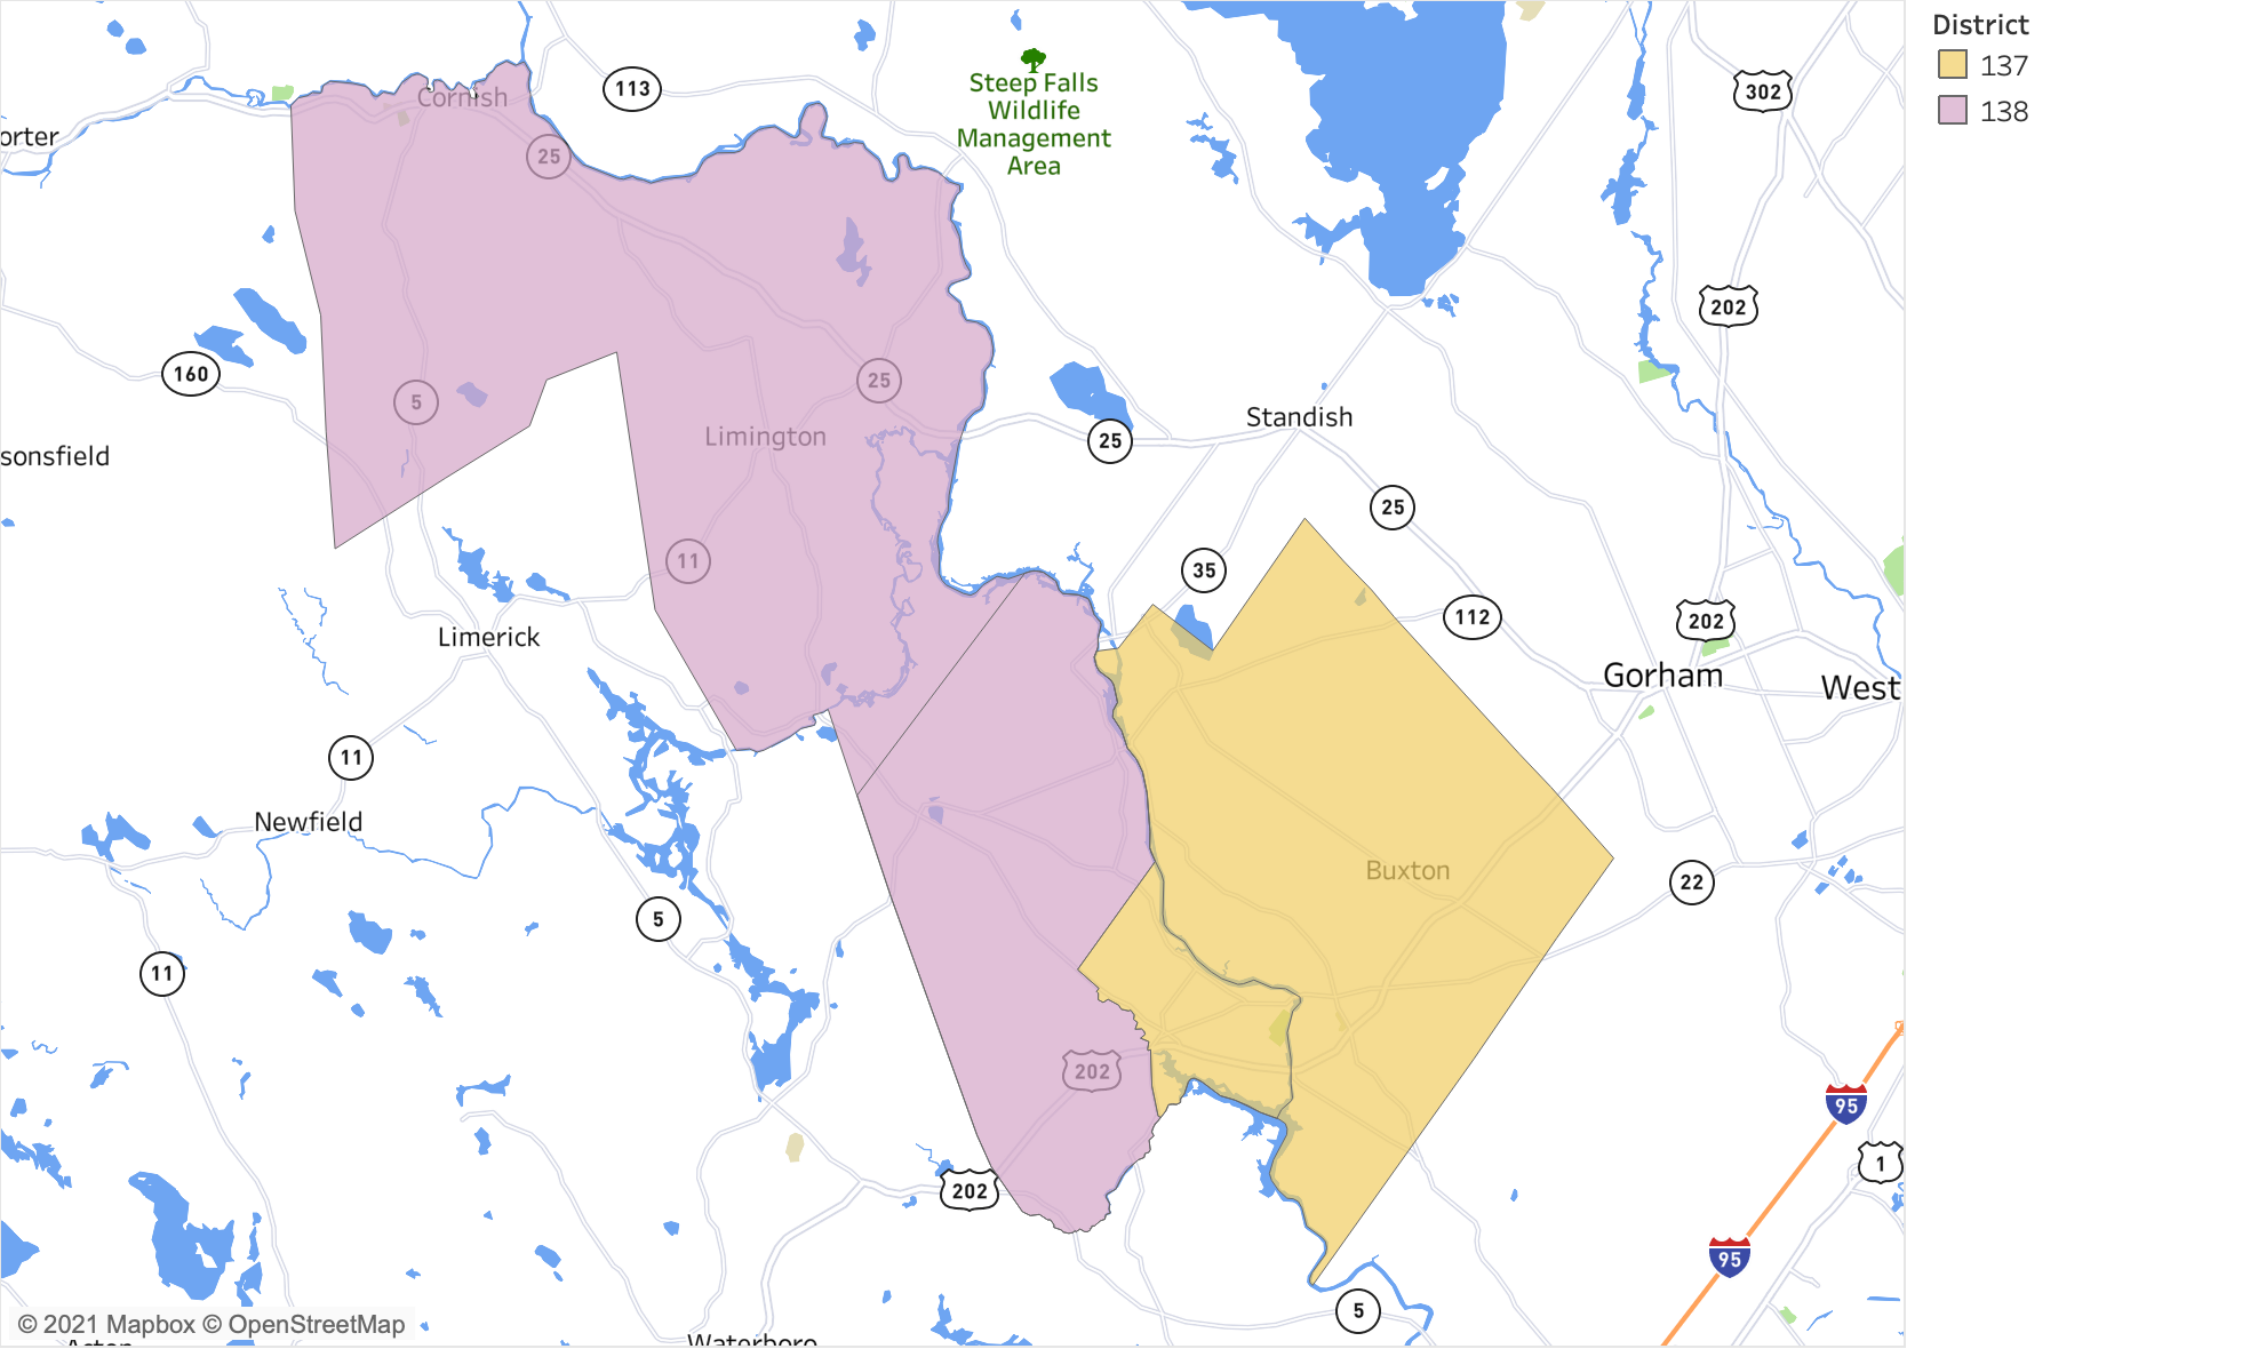 District
137
138
113
302
Steep Falls
Wildlife
Management
Area
Cornish
orter
25
202
160
5
25
Limington
25
Standish
sonsfield
25
11
35
112
202
Limerick
Gorham
West
11
Newfield
Buxton
22
5
11
202
95
1
202
95
5
© 2021 Mapbox © OpenStreetMap
Waterboro
Acton